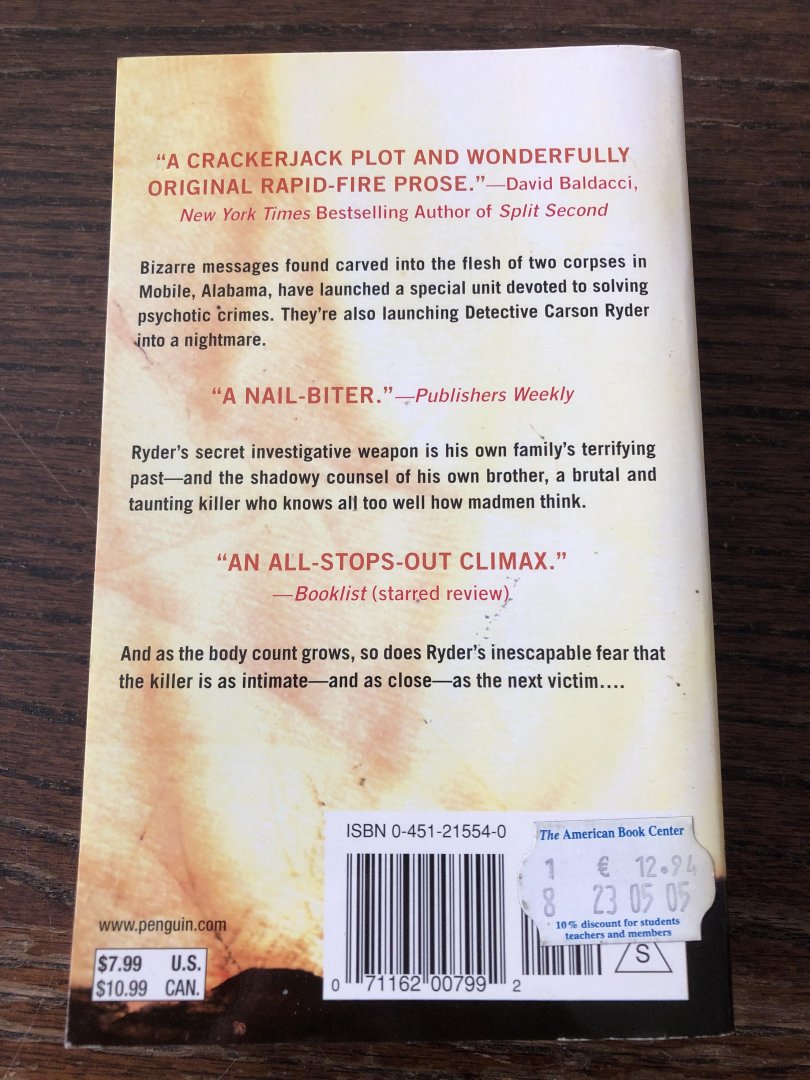 “A CRACKERJACK PLOT AND WONDERFULLY
ORIGINAL RAPID-FIRE PROSE.”—David Baldacci,
New York Times Bestselling Author of Split Second
Bizarre messages found carved into the flesh of two corpses in
Mobile, Alabama, have launched a special unit devoted to solving
psychotic crimes. They’re also launching Detective Carson Ryder
into a nightmare.
“A NAIL-BITER.”—Publishers Weekly
Ryder’s secret investigative weapon is his own family’s terrifying
past—and the shadowy counsel of his own brother, a brutal and
taunting killer who knows all too well how madmen think.
“AN ALL-STOPS-OUT CLIMAX.”
—Booklist (starred review)
And as the body count grows, so does Ryder’s inescapable fear that
the killer is as intimate—and as close—as the next victim....
ISBN 0-451-21554-0
The American Book Center
1 € 12.94
8 23 05 05
10% discount for students
teachers and members
S
www.penguin.com
$7.99 U.S.
$10.99 CAN.
0 71162 00799 2